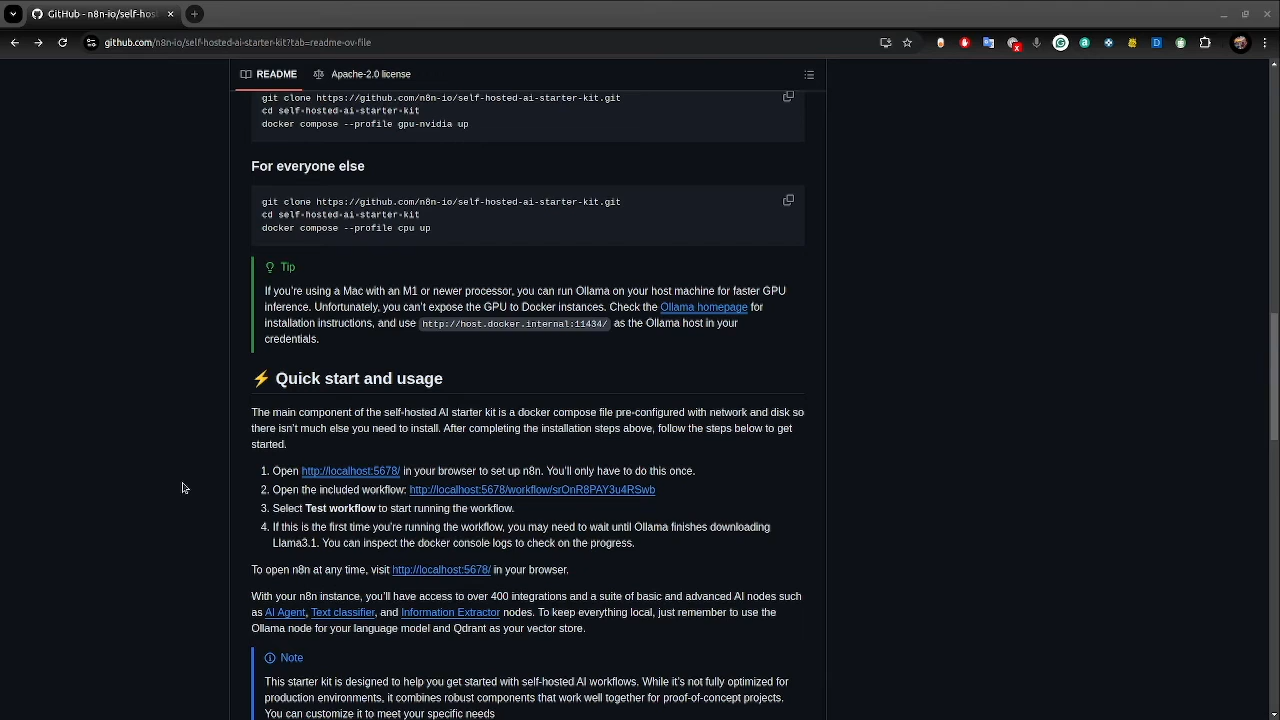 GitHub - n8n-io/self-hos
github.com/n8n-io/self-hosted-ai-starter-kit?tab=readme-ov-file
README
Apache-2.0 license
git clone https://github.com/n8n-io/self-hosted-ai-starter-kit.git
cd self-hosted-ai-starter-kit
docker compose --profile gpu-nvidia up
For everyone else
git clone https://github.com/n8n-io/self-hosted-ai-starter-kit.git
cd self-hosted-ai-starter-kit
docker compose --profile cpu up
Tip
If you're using a Mac with an M1 or newer processor, you can run Ollama on your host machine for faster GPU
inference. Unfortunately, you can't expose the GPU to Docker instances. Check the Ollama homepage for
installation instructions, and use http://host.docker.internal:11434/ as the Ollama host in your
credentials.
⚡ Quick start and usage
The main component of the self-hosted AI starter kit is a docker compose file pre-configured with network and disk so
there isn't much else you need to install. After completing the installation steps above, follow the steps below to get
started.
1. Open http://localhost:5678/ in your browser to set up n8n. You'll only have to do this once.
2. Open the included workflow: http://localhost:5678/workflow/srOnR8PAY3u4RSwb
3. Select Test workflow to start running the workflow.
4. If this is the first time you're running the workflow, you may need to wait until Ollama finishes downloading
Llama3.1. You can inspect the docker console logs to check on the progress.
To open n8n at any time, visit http://localhost:5678/ in your browser.
With your n8n instance, you'll have access to over 400 integrations and a suite of basic and advanced AI nodes such
as AI Agent, Text classifier, and Information Extractor nodes. To keep everything local, just remember to use the
Ollama node for your language model and Qdrant as your vector store.
Note
This starter kit is designed to help you get started with self-hosted AI workflows. While it's not fully optimized for
production environments, it combines robust components that work well together for proof-of-concept projects.
You can customize it to meet your specific needs